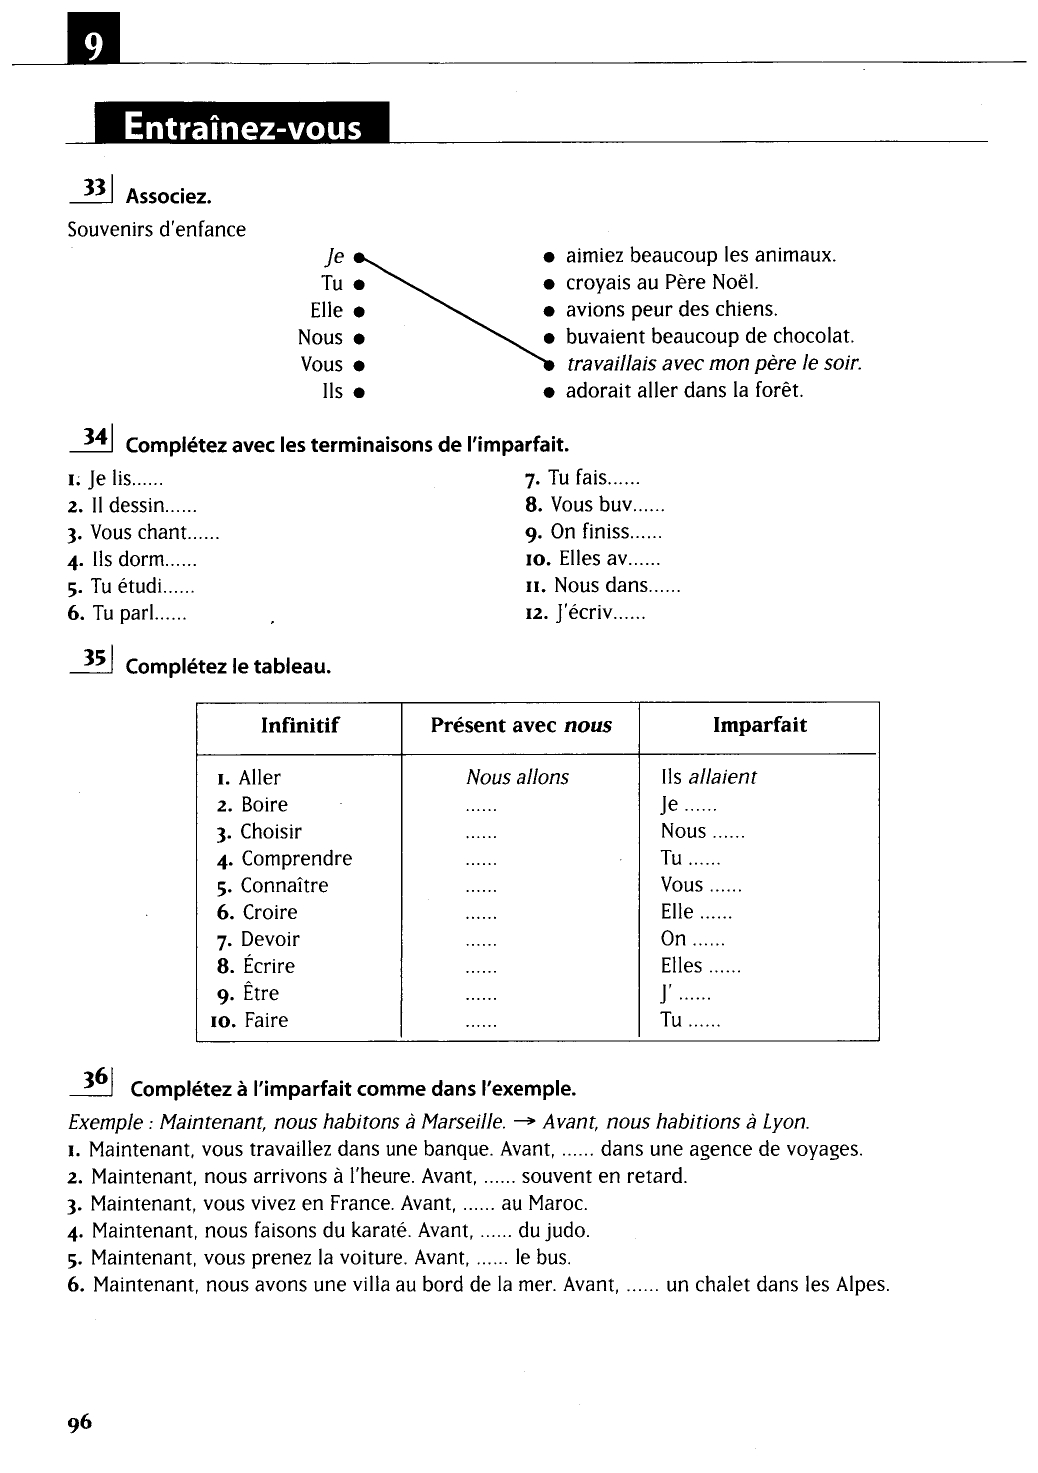 9
Entraînez-vous
33 Associez.
Souvenirs d'enfance
Je ● ● aimiez beaucoup les animaux.
Tu ● ● croyais au Père Noël.
Elle ● ● avions peur des chiens.
Nous ● ● buvaient beaucoup de chocolat.
Vous ● ● travaillais avec mon père le soir.
Ils ● ● adorait aller dans la forêt.
34 Complétez avec les terminaisons de l'imparfait.
1. Je lis......
2. Il dessin......
3. Vous chant......
4. Ils dorm......
5. Tu étudi......
6. Tu parl......
7. Tu fais......
8. Vous buv......
9. On finiss......
10. Elles av......
11. Nous dans......
12. J'écriv......
35 Complétez le tableau.
Infinitif Présent avec nous Imparfait
1. Aller Nous allons Ils allaient
2. Boire ...... Je ......
3. Choisir ...... Nous ......
4. Comprendre ...... Tu ......
5. Connaître ...... Vous ......
6. Croire ...... Elle ......
7. Devoir ...... On ......
8. Écrire ...... Elles ......
9. Être ...... J' ......
10. Faire ...... Tu ......
36 Complétez à l'imparfait comme dans l'exemple.
Exemple : Maintenant, nous habitons à Marseille. → Avant, nous habitions à Lyon.
1. Maintenant, vous travaillez dans une banque. Avant, ...... dans une agence de voyages.
2. Maintenant, nous arrivons à l'heure. Avant, ...... souvent en retard.
3. Maintenant, vous vivez en France. Avant, ...... au Maroc.
4. Maintenant, nous faisons du karaté. Avant, ...... du judo.
5. Maintenant, vous prenez la voiture. Avant, ...... le bus.
6. Maintenant, nous avons une villa au bord de la mer. Avant, ...... un chalet dans les Alpes.
96